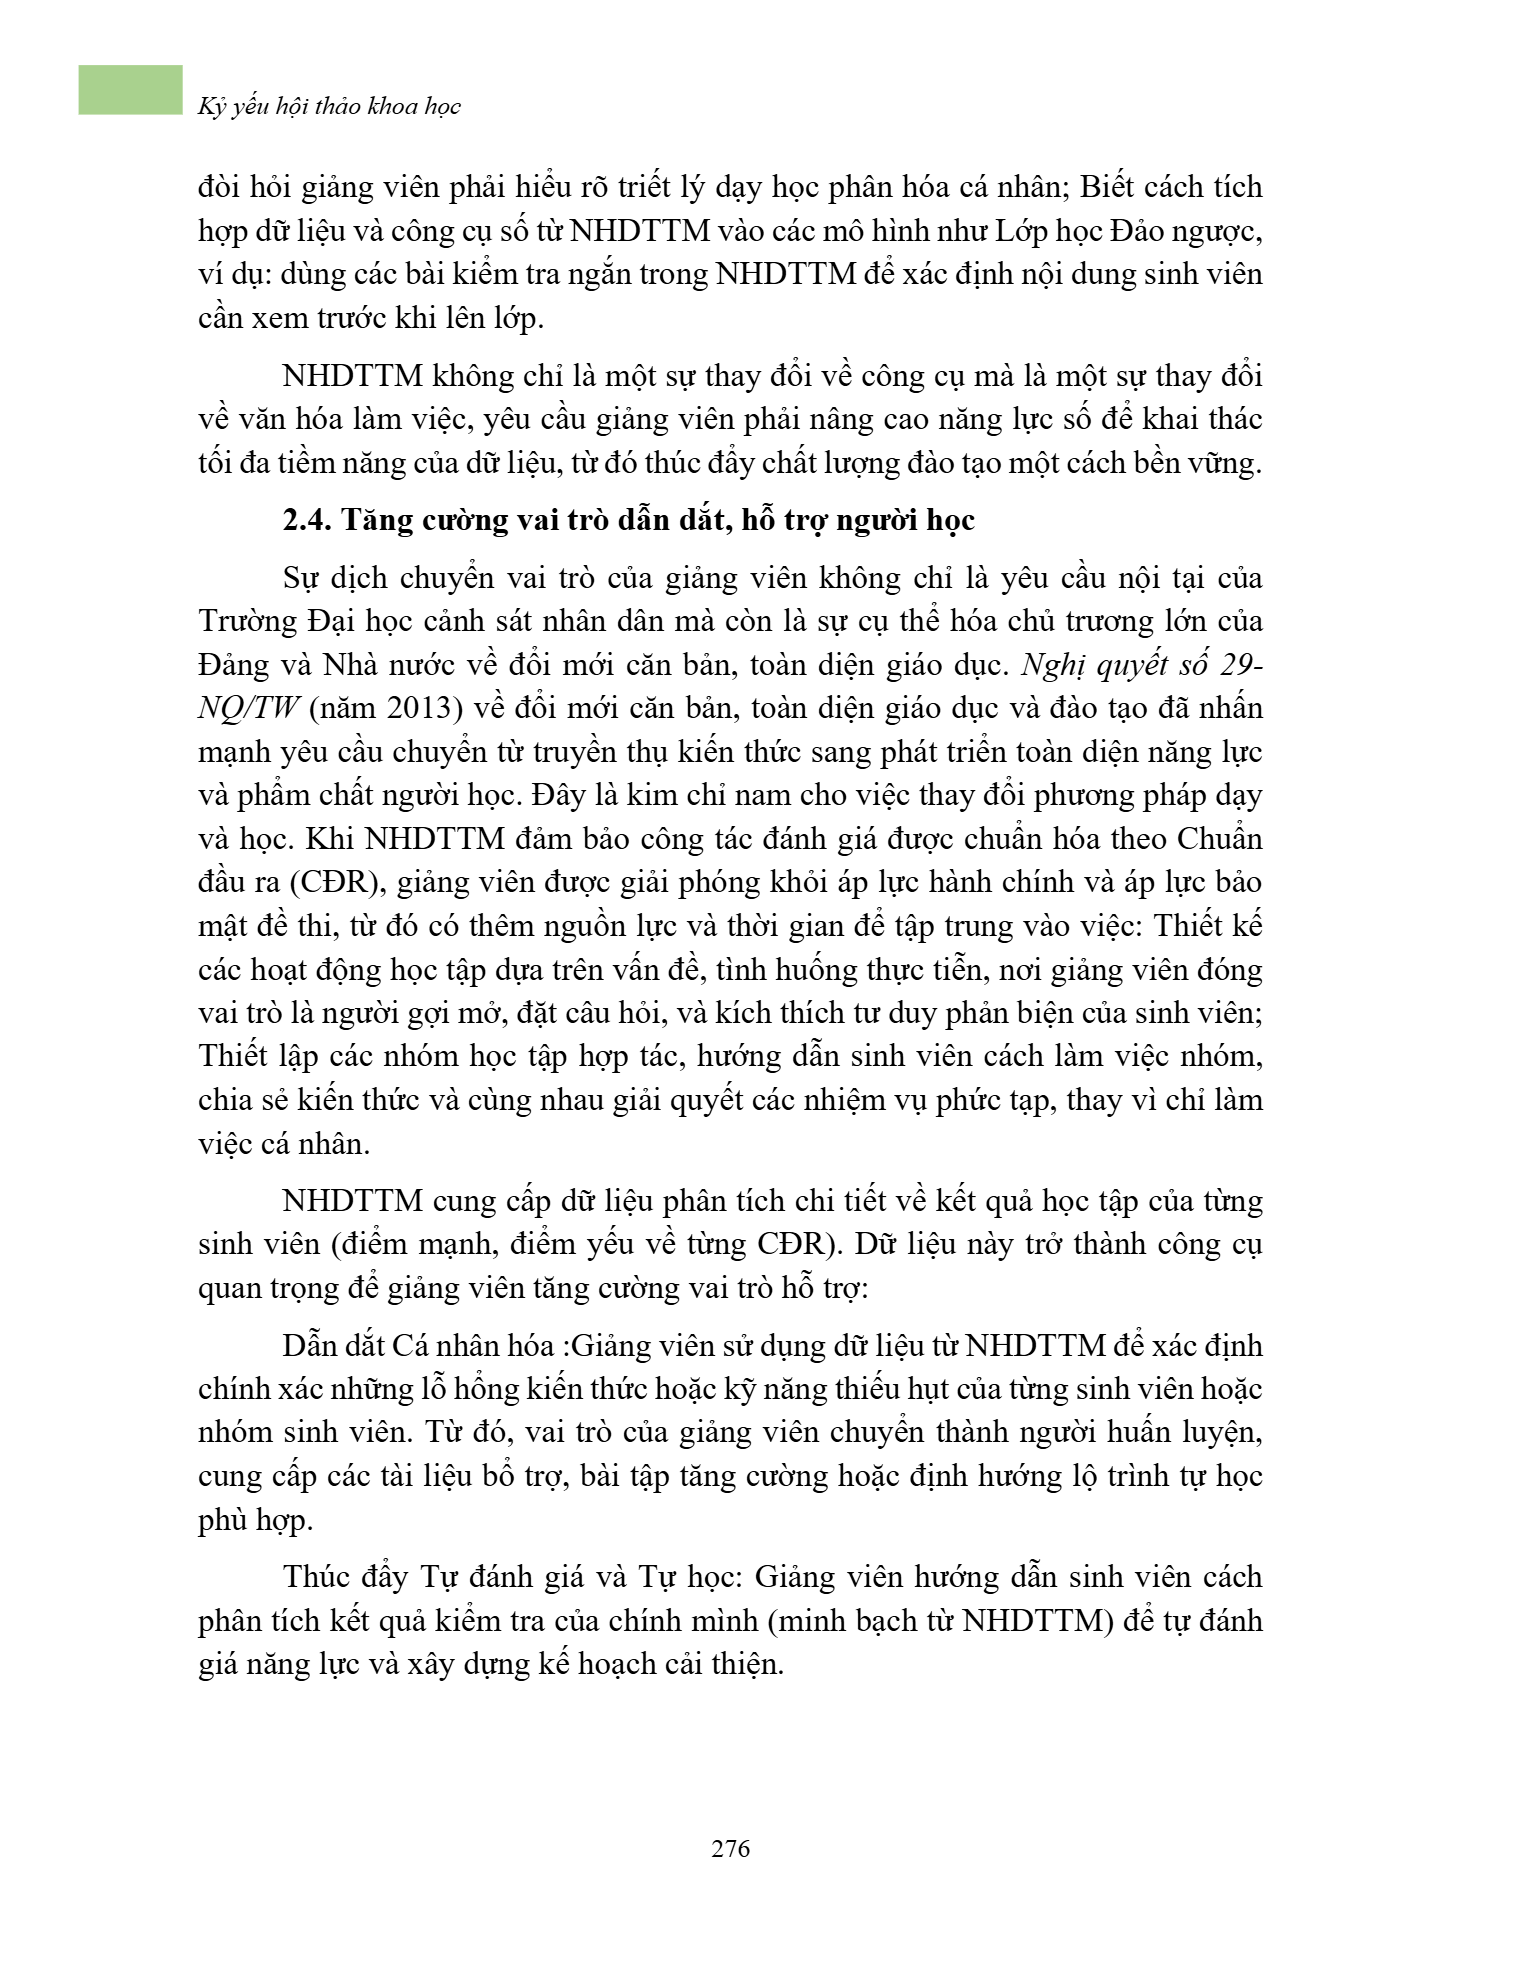 Kỷ yếu hội thảo khoa học
đòi hỏi giảng viên phải hiểu rõ triết lý dạy học phân hóa cá nhân; Biết cách tích
hợp dữ liệu và công cụ số từ NHDTTM vào các mô hình như Lớp học Đảo ngược,
ví dụ: dùng các bài kiểm tra ngắn trong NHDTTM để xác định nội dung sinh viên
cần xem trước khi lên lớp.
NHDTTM không chỉ là một sự thay đổi về công cụ mà là một sự thay đổi
về văn hóa làm việc, yêu cầu giảng viên phải nâng cao năng lực số để khai thác
tối đa tiềm năng của dữ liệu, từ đó thúc đẩy chất lượng đào tạo một cách bền vững.
2.4. Tăng cường vai trò dẫn dắt, hỗ trợ người học
Sự dịch chuyển vai trò của giảng viên không chỉ là yêu cầu nội tại của
Trường Đại học cảnh sát nhân dân mà còn là sự cụ thể hóa chủ trương lớn của
Đảng và Nhà nước về đổi mới căn bản, toàn diện giáo dục. Nghị quyết số 29-
NQ/TW (năm 2013) về đổi mới căn bản, toàn diện giáo dục và đào tạo đã nhấn
mạnh yêu cầu chuyển từ truyền thụ kiến thức sang phát triển toàn diện năng lực
và phẩm chất người học. Đây là kim chỉ nam cho việc thay đổi phương pháp dạy
và học. Khi NHDTTM đảm bảo công tác đánh giá được chuẩn hóa theo Chuẩn
đầu ra (CĐR), giảng viên được giải phóng khỏi áp lực hành chính và áp lực bảo
mật đề thi, từ đó có thêm nguồn lực và thời gian để tập trung vào việc: Thiết kế
các hoạt động học tập dựa trên vấn đề, tình huống thực tiễn, nơi giảng viên đóng
vai trò là người gợi mở, đặt câu hỏi, và kích thích tư duy phản biện của sinh viên;
Thiết lập các nhóm học tập hợp tác, hướng dẫn sinh viên cách làm việc nhóm,
chia sẻ kiến thức và cùng nhau giải quyết các nhiệm vụ phức tạp, thay vì chỉ làm
việc cá nhân.
NHDTTM cung cấp dữ liệu phân tích chi tiết về kết quả học tập của từng
sinh viên (điểm mạnh, điểm yếu về từng CĐR). Dữ liệu này trở thành công cụ
quan trọng để giảng viên tăng cường vai trò hỗ trợ:
Dẫn dắt Cá nhân hóa :Giảng viên sử dụng dữ liệu từ NHDTTM để xác định
chính xác những lỗ hổng kiến thức hoặc kỹ năng thiếu hụt của từng sinh viên hoặc
nhóm sinh viên. Từ đó, vai trò của giảng viên chuyển thành người huấn luyện,
cung cấp các tài liệu bổ trợ, bài tập tăng cường hoặc định hướng lộ trình tự học
phù hợp.
Thúc đẩy Tự đánh giá và Tự học: Giảng viên hướng dẫn sinh viên cách
phân tích kết quả kiểm tra của chính mình (minh bạch từ NHDTTM) để tự đánh
giá năng lực và xây dựng kế hoạch cải thiện.
276